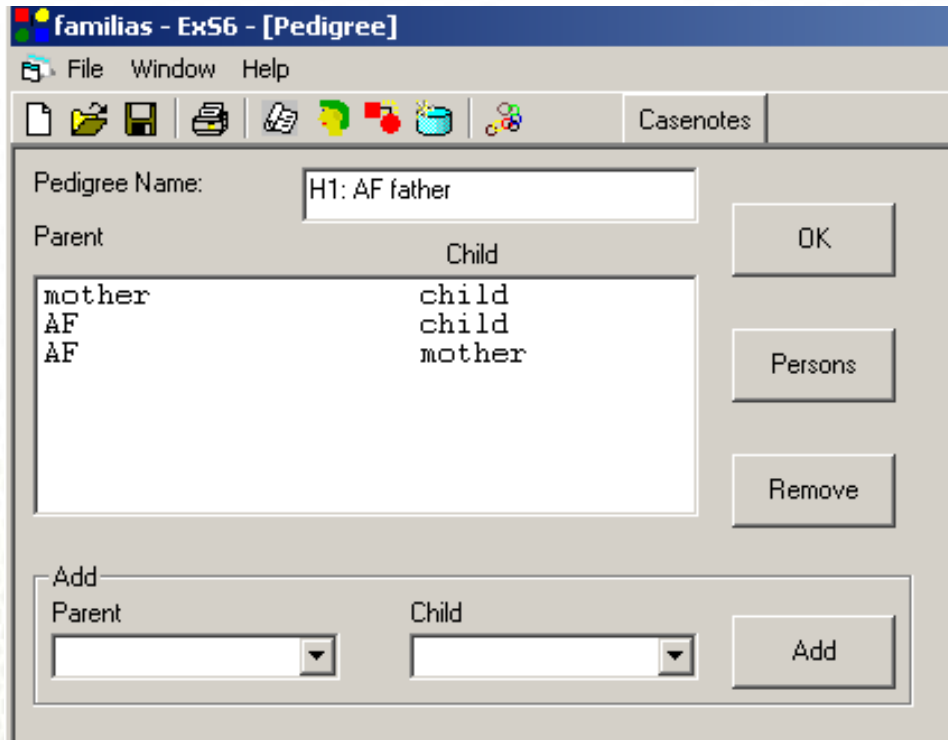 familias - ExS6 - [Pedigree]
File Window Help
Casenotes
Pedigree Name: H1: AF father
Parent Child
OK
mother child
AF child
AF mother
Persons
Remove
Add
Parent Child
Add